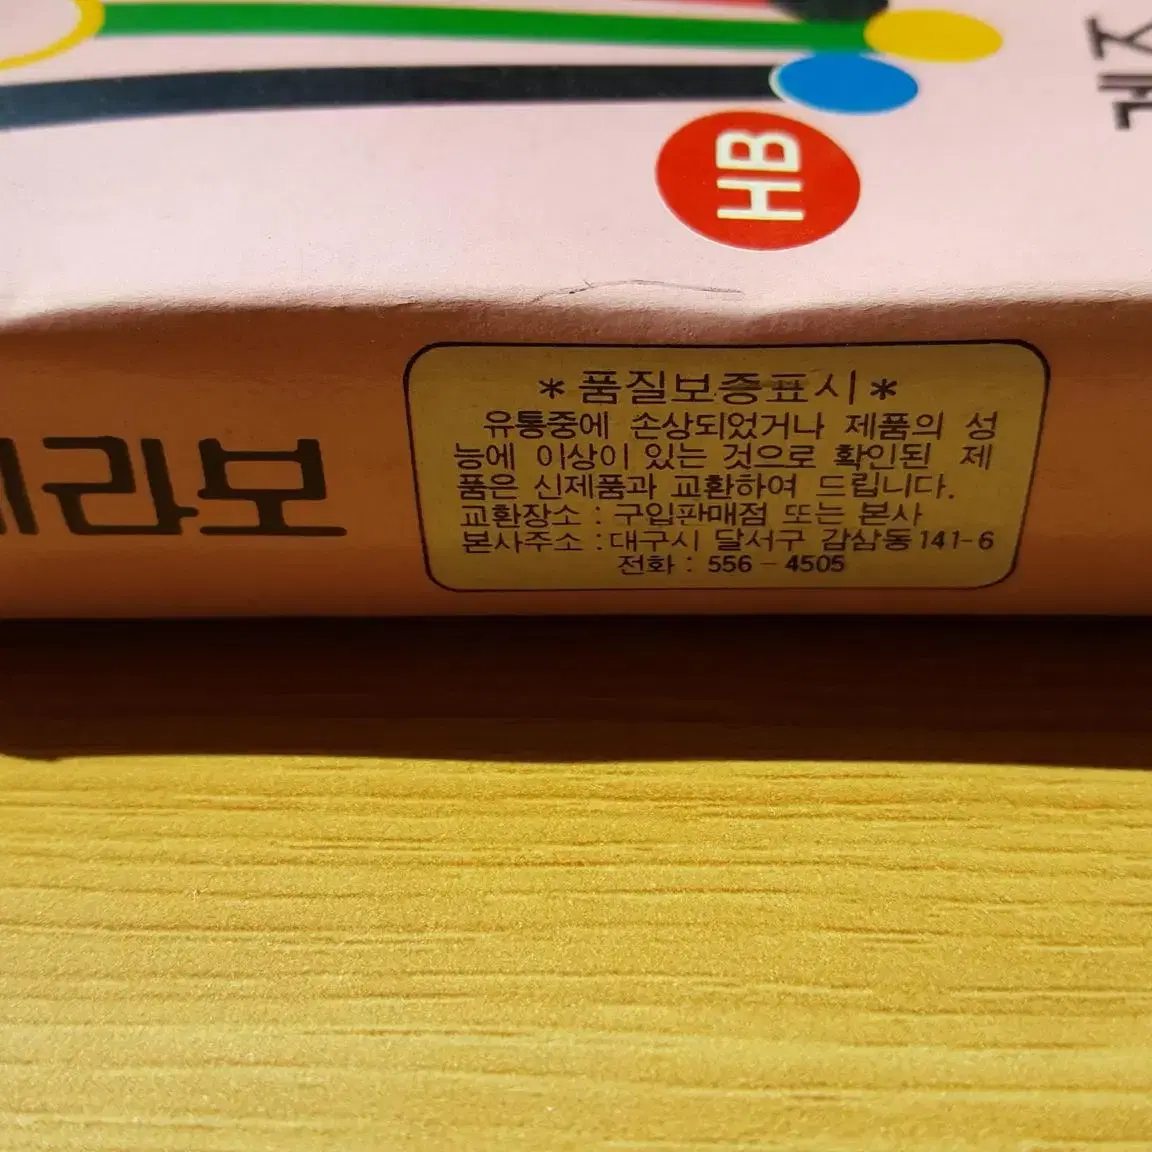 HB
*품질보증표시*
유통중에 손상되었거나 제품의 성
능에 이상이 있는 것으로 확인된 제
품은 신제품과 교환하여 드립니다.
교환장소 : 구입판매점 또는 본사
본사주소 : 대구시 달서구 감삼동 141-6
전화 : 556-4505